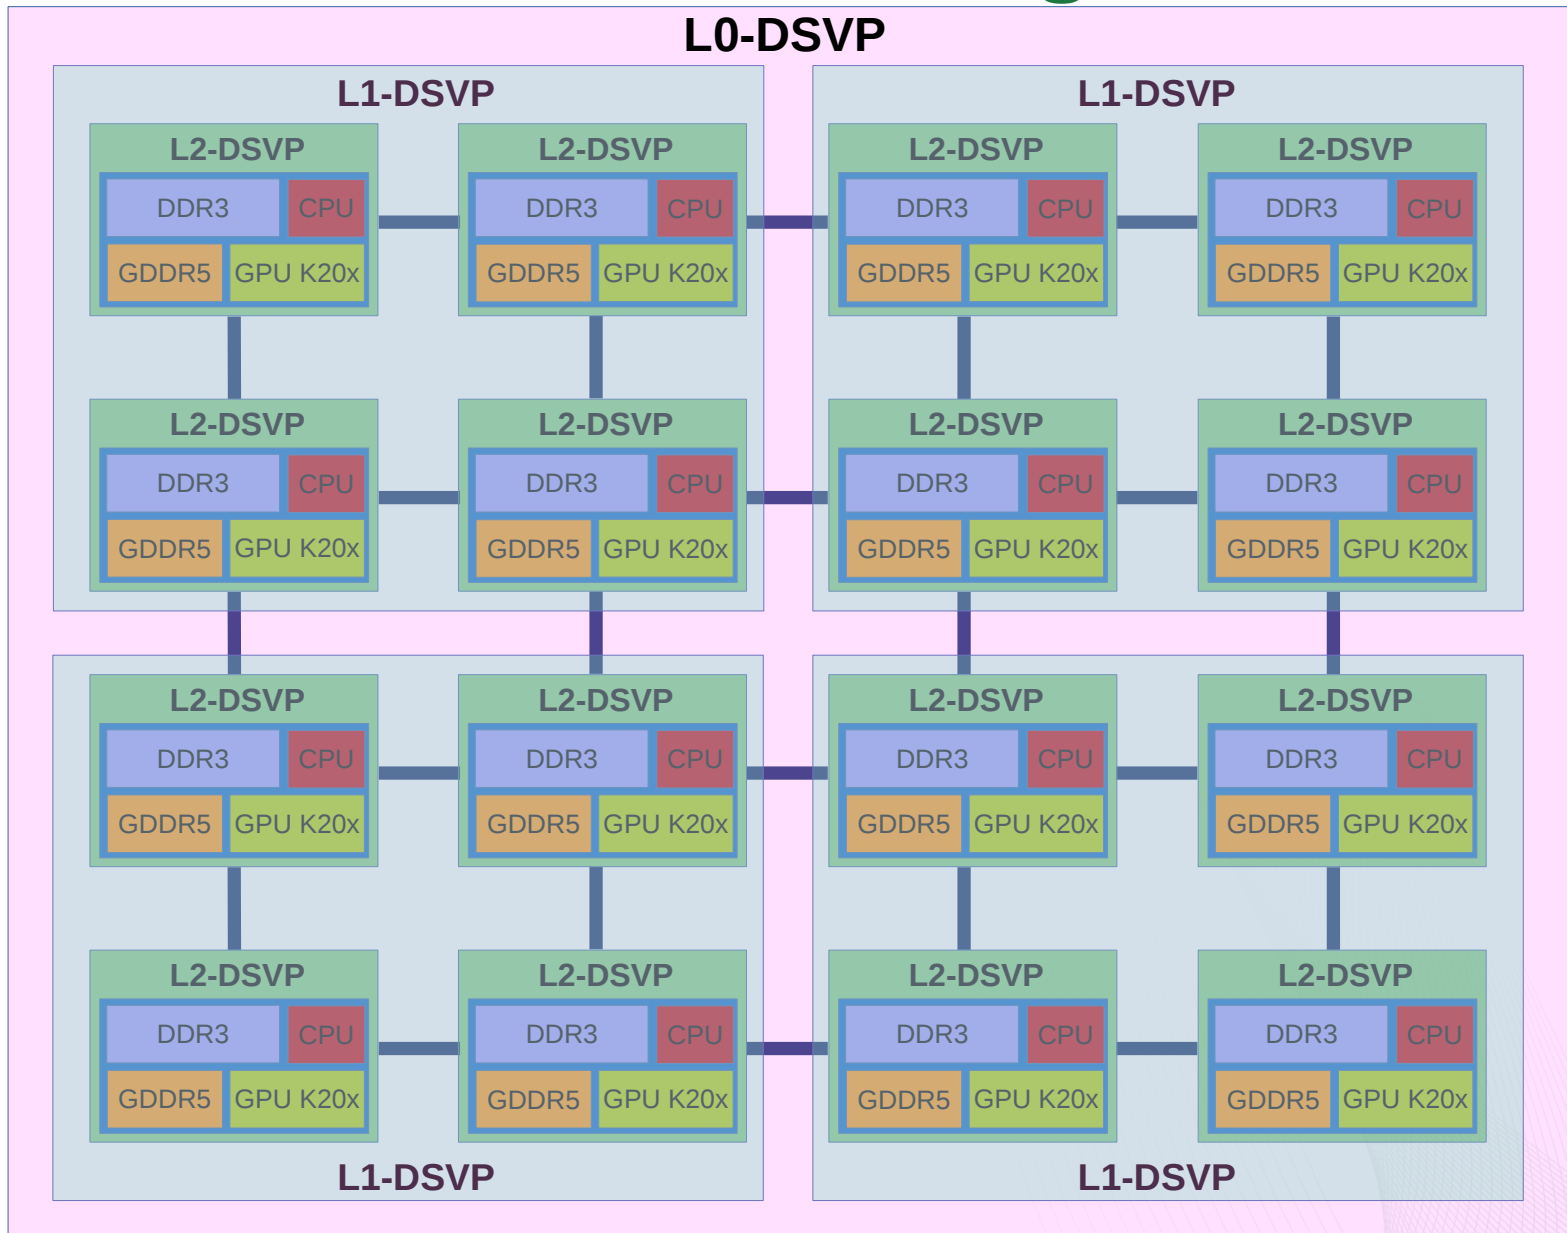 L0-DSVP
L1-DSVP L1-DSVP
L2-DSVP L2-DSVP L2-DSVP L2-DSVP
DDR3 CPU DDR3 CPU DDR3 CPU DDR3 CPU
GDDR5 GPU K20x GDDR5 GPU K20x GDDR5 GPU K20x GDDR5 GPU K20x
L2-DSVP L2-DSVP L2-DSVP L2-DSVP
DDR3 CPU DDR3 CPU DDR3 CPU DDR3 CPU
GDDR5 GPU K20x GDDR5 GPU K20x GDDR5 GPU K20x GDDR5 GPU K20x
L2-DSVP L2-DSVP L2-DSVP L2-DSVP
DDR3 CPU DDR3 CPU DDR3 CPU DDR3 CPU
GDDR5 GPU K20x GDDR5 GPU K20x GDDR5 GPU K20x GDDR5 GPU K20x
L2-DSVP L2-DSVP L2-DSVP L2-DSVP
DDR3 CPU DDR3 CPU DDR3 CPU DDR3 CPU
GDDR5 GPU K20x GDDR5 GPU K20x GDDR5 GPU K20x GDDR5 GPU K20x
L1-DSVP L1-DSVP